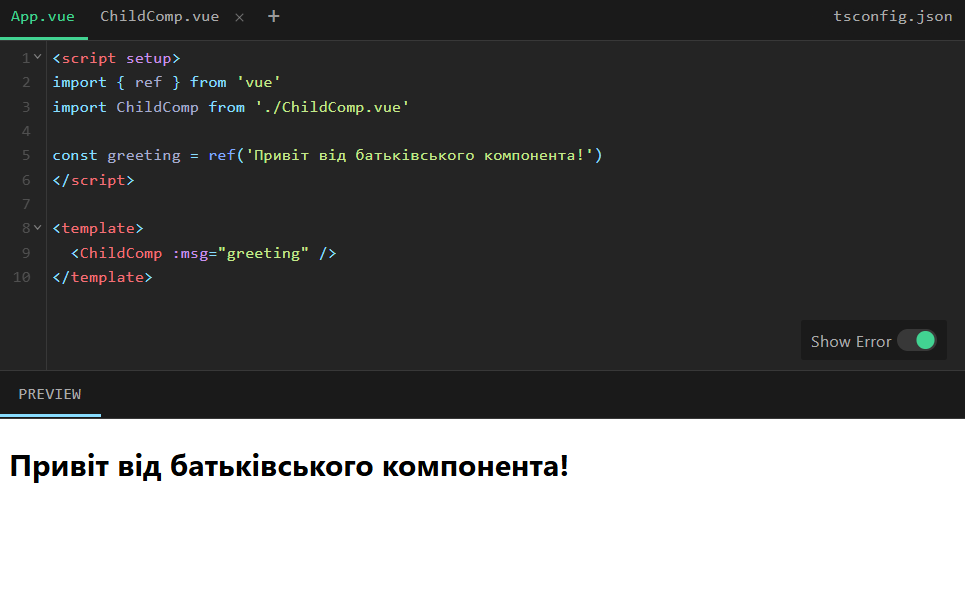 App.vue ChildComp.vue × + tsconfig.json
1 <script setup>
2 import { ref } from 'vue'
3 import ChildComp from './ChildComp.vue'
4
5 const greeting = ref('Привіт від батьківського компонента!')
6 </script>
7
8 <template>
9   <ChildComp :msg="greeting" />
10 </template>
Show Error
PREVIEW
Привіт від батьківського компонента!